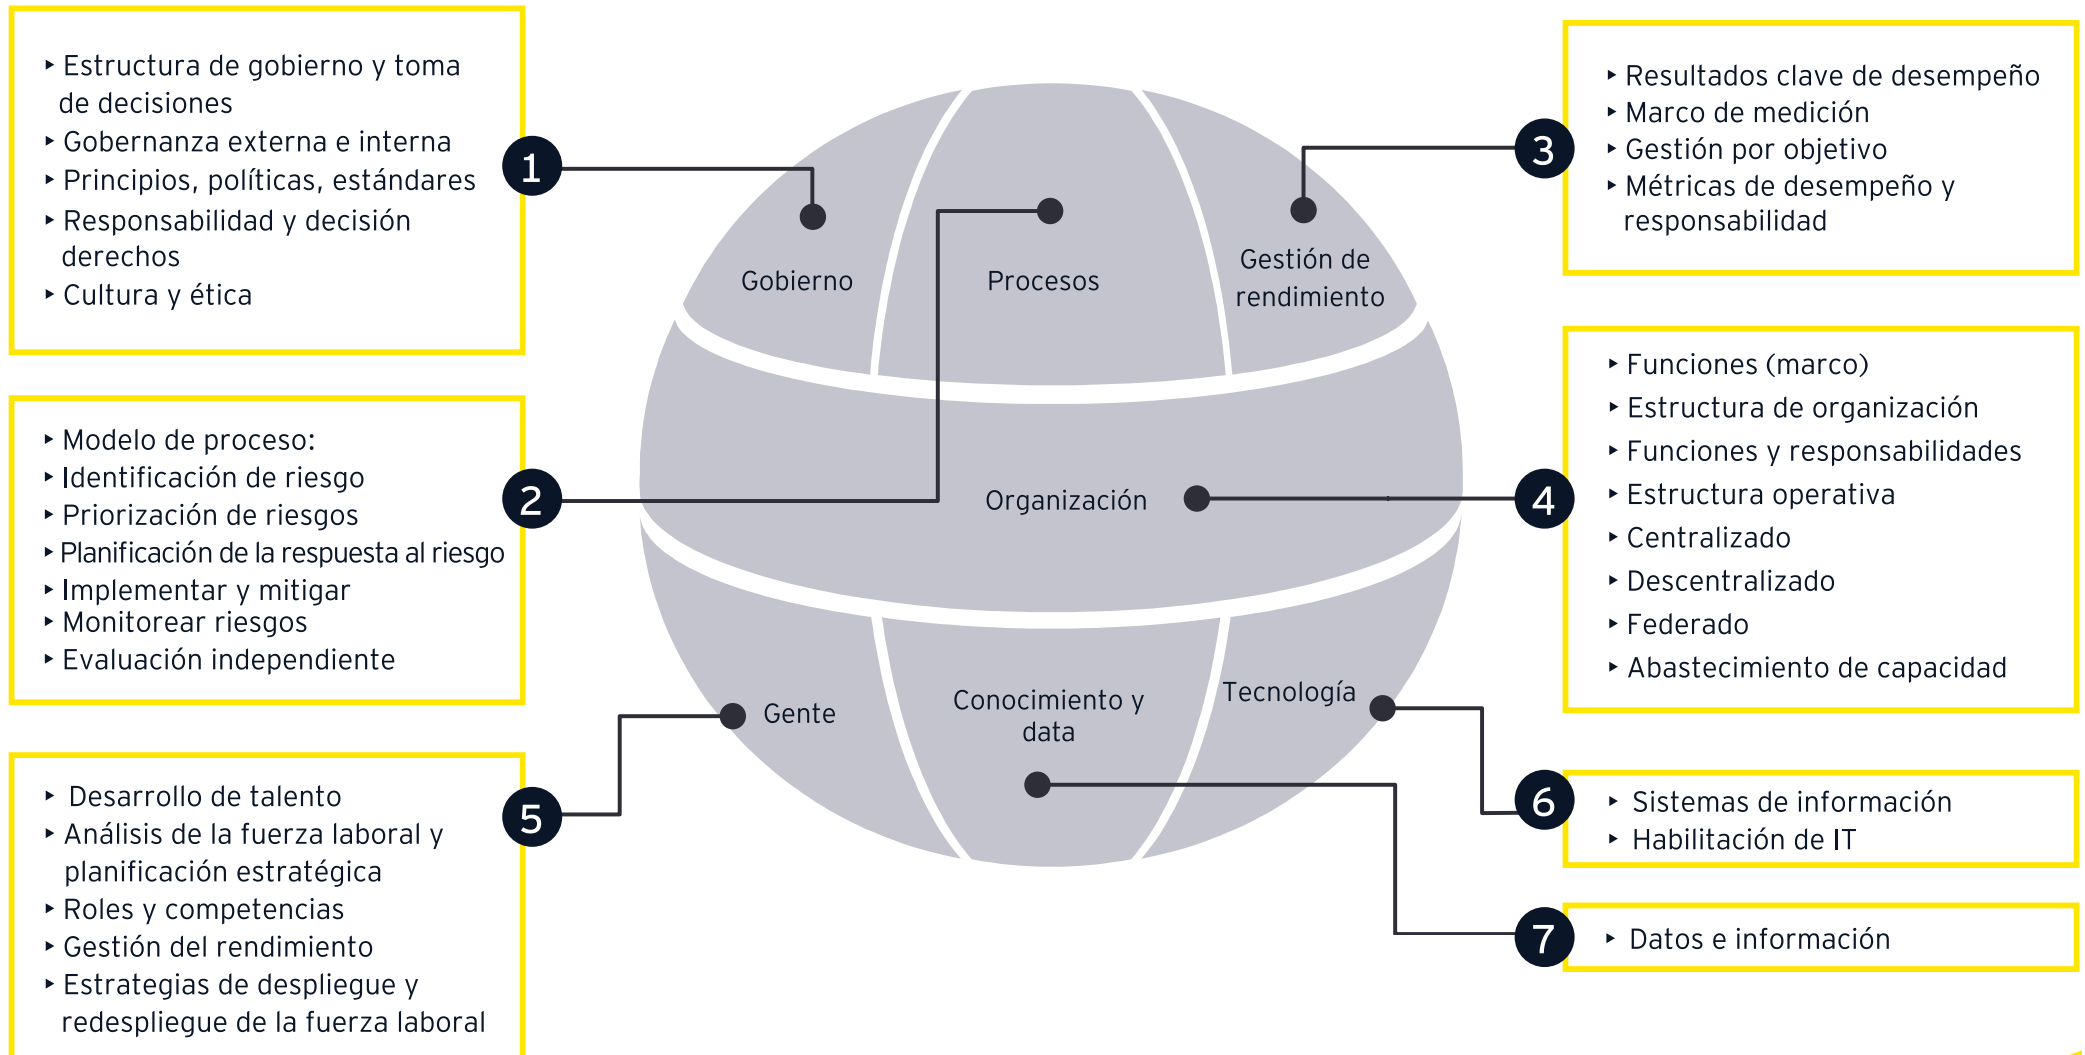 ▸ Estructura de gobierno y toma
de decisiones
▸ Gobernanza externa e interna
▸ Principios, políticas, estándares
▸ Responsabilidad y decisión
derechos
▸ Cultura y ética
1
▸ Modelo de proceso:
▸ Identificación de riesgo
▸ Priorización de riesgos
▸ Planificación de la respuesta al riesgo
▸ Implementar y mitigar
▸ Monitorear riesgos
▸ Evaluación independiente
2
▸ Desarrollo de talento
▸ Análisis de la fuerza laboral y
planificación estratégica
▸ Roles y competencias
▸ Gestión del rendimiento
▸ Estrategias de despliegue y
redespliegue de la fuerza laboral
5
Gobierno
Procesos
Gestión de
rendimiento
Organización
Gente
Conocimiento y
data
Tecnología
3
▸ Resultados clave de desempeño
▸ Marco de medición
▸ Gestión por objetivo
▸ Métricas de desempeño y
responsabilidad
4
▸ Funciones (marco)
▸ Estructura de organización
▸ Funciones y responsabilidades
▸ Estructura operativa
▸ Centralizado
▸ Descentralizado
▸ Federado
▸ Abastecimiento de capacidad
6
▸ Sistemas de información
▸ Habilitación de IT
7
▸ Datos e información